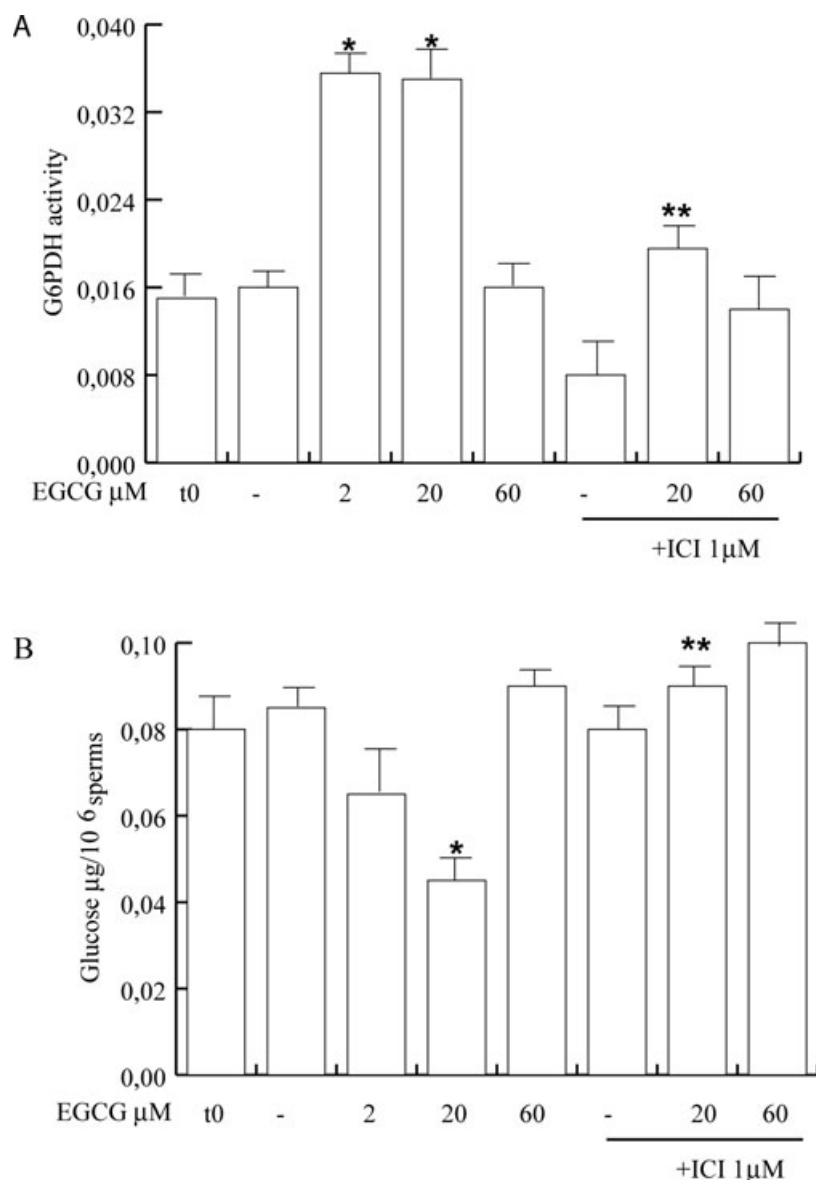 A
0,040
0,032
0,024
0,016
0,008
0,000
G6PDH activity
* *
**
EGCG µM t0 - 2 20 60 - 20 60
+ICI 1µM
B
0,10
0,08
0,06
0,04
0,02
0,00
Glucose µg/10 6 sperms
*
**
EGCG µM t0 - 2 20 60 - 20 60
+ICI 1µM